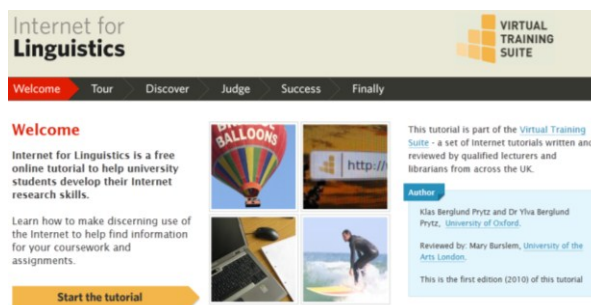 Internet for
Linguistics
VIRTUAL
TRAINING
SUITE
Welcome Tour Discover Judge Success Finally
Welcome
Internet for Linguistics is a free
online tutorial to help university
students develop their Internet
research skills.
Learn how to make discerning use of
the Internet to help find information
for your coursework and
assignments.
Start the tutorial
BALLOONS
http://
This tutorial is part of the Virtual Training
Suite - a set of Internet tutorials written and
reviewed by qualified lecturers and
librarians from across the UK.
Author
Klas Berglund Prytz and Dr Ylva Berglund
Prytz, University of Oxford.
Reviewed by: Mary Burslem, University of the
Arts London.
This is the first edition (2010) of this tutorial